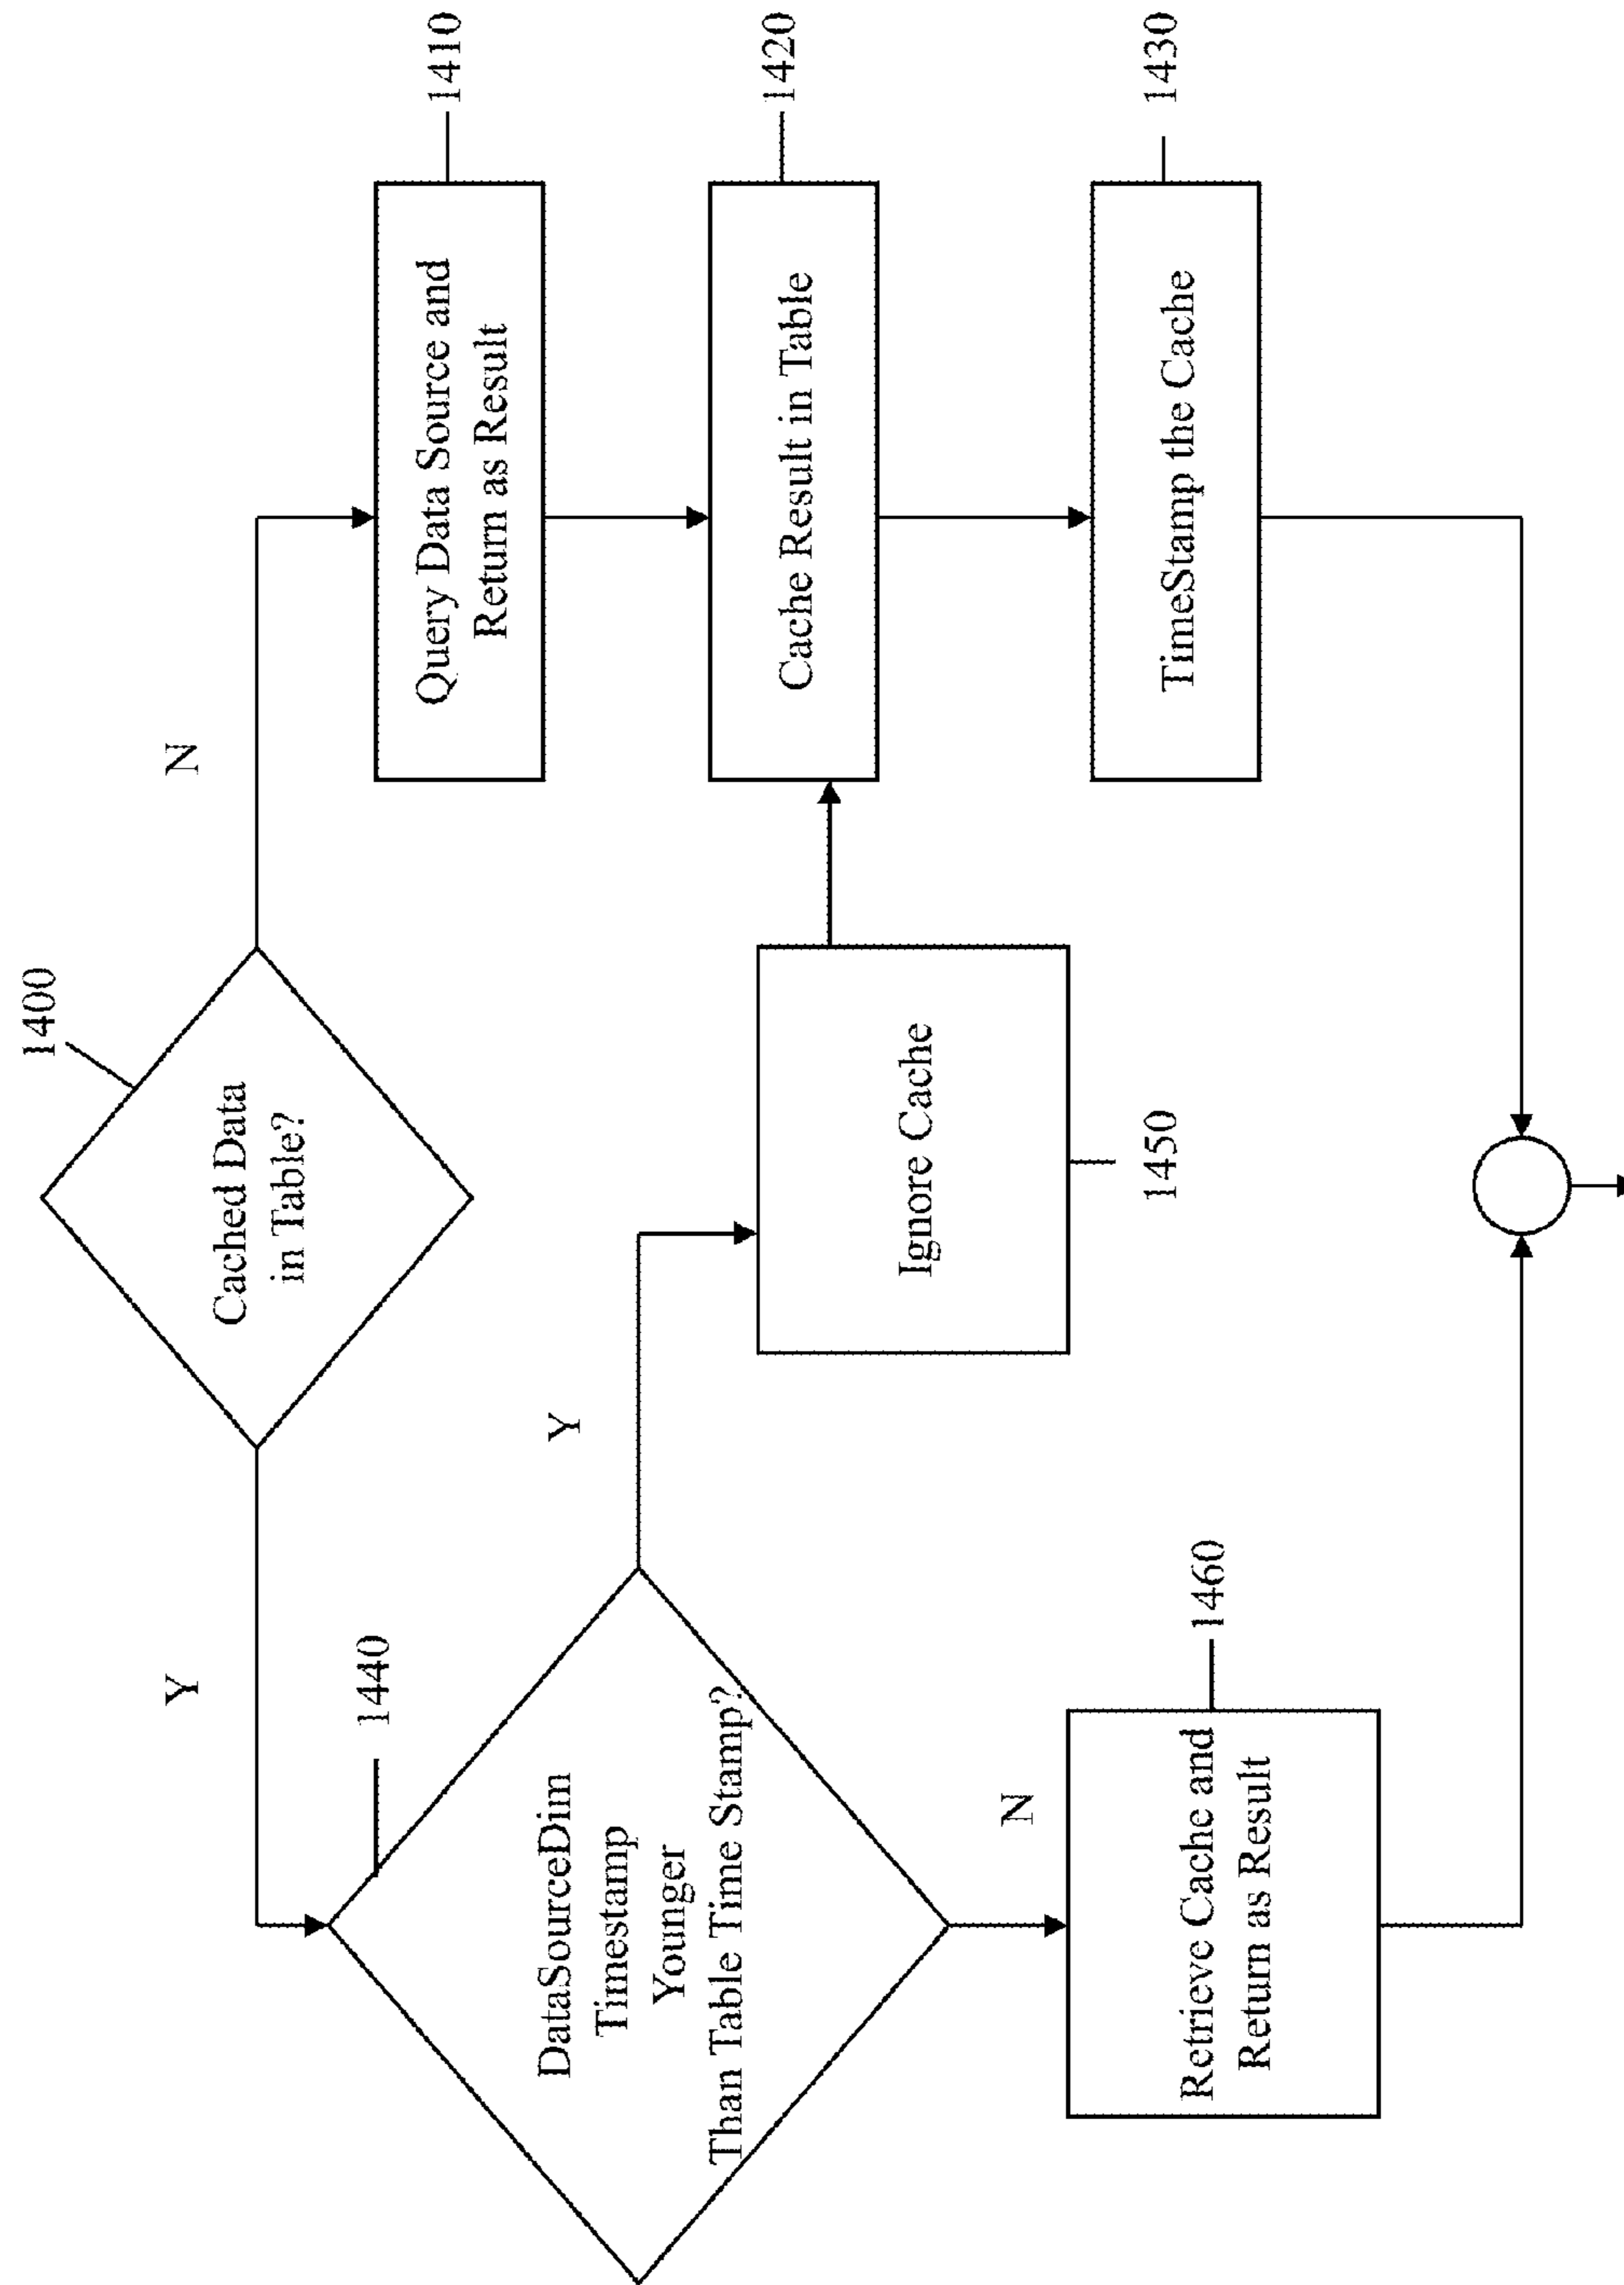 1400
Cached Data
in Table?
Y
N
1440
DataSourceDim
Timestamp
Younger
Than Table Time Stamp?
Y
Query Data Source and
Return as Result
1410
Ignore Cache
1450
Cache Result in Table
1420
N
Retrieve Cache and
Return as Result
1460
TimeStamp the Cache
1430